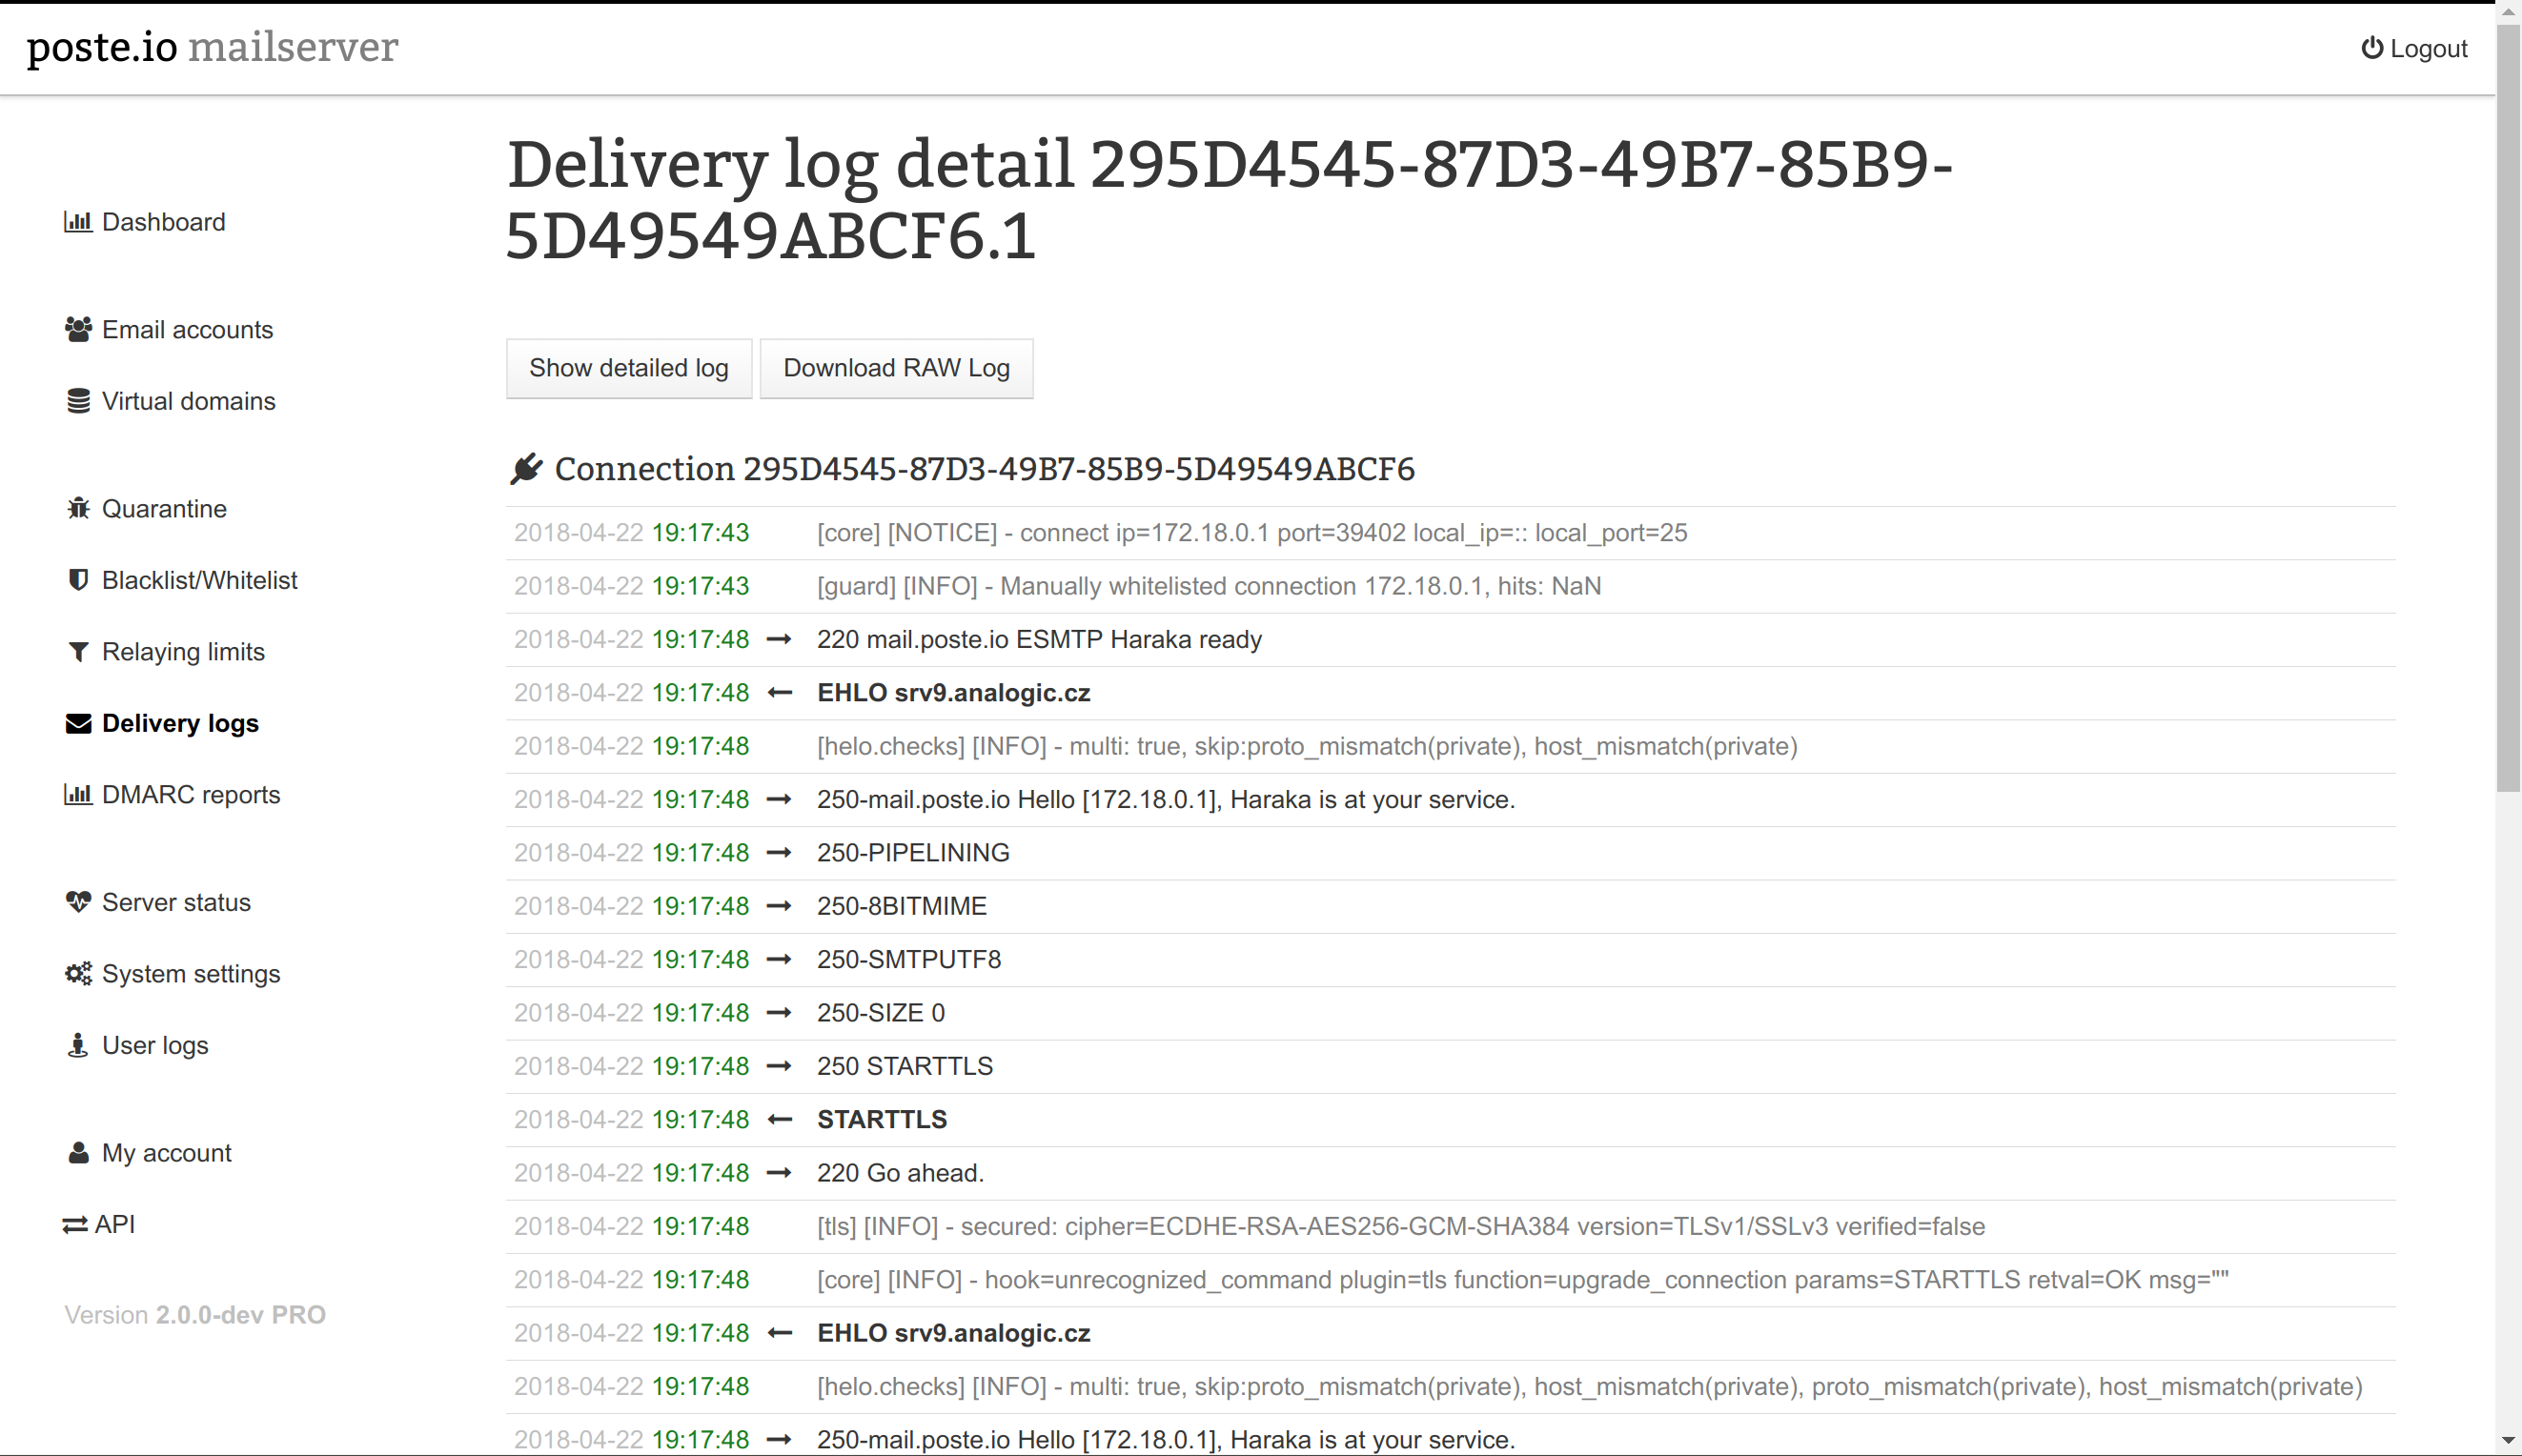 poste.io mailserver
Logout
Dashboard
Email accounts
Virtual domains
Quarantine
Blacklist/Whitelist
Relaying limits
Delivery logs
DMARC reports
Server status
System settings
User logs
My account
API
Version 2.0.0-dev PRO
Delivery log detail 295D4545-87D3-49B7-85B9-
5D49549ABCF6.1
Show detailed log Download RAW Log
Connection 295D4545-87D3-49B7-85B9-5D49549ABCF6
2018-04-22 19:17:43 [core] [NOTICE] - connect ip=172.18.0.1 port=39402 local_ip=:: local_port=25
2018-04-22 19:17:43 [guard] [INFO] - Manually whitelisted connection 172.18.0.1, hits: NaN
2018-04-22 19:17:48 → 220 mail.poste.io ESMTP Haraka ready
2018-04-22 19:17:48 ← EHLO srv9.analogic.cz
2018-04-22 19:17:48 [helo.checks] [INFO] - multi: true, skip:proto_mismatch(private), host_mismatch(private)
2018-04-22 19:17:48 → 250-mail.poste.io Hello [172.18.0.1], Haraka is at your service.
2018-04-22 19:17:48 → 250-PIPELINING
2018-04-22 19:17:48 → 250-8BITMIME
2018-04-22 19:17:48 → 250-SMTPUTF8
2018-04-22 19:17:48 → 250-SIZE 0
2018-04-22 19:17:48 → 250 STARTTLS
2018-04-22 19:17:48 ← STARTTLS
2018-04-22 19:17:48 → 220 Go ahead.
2018-04-22 19:17:48 [tls] [INFO] - secured: cipher=ECDHE-RSA-AES256-GCM-SHA384 version=TLSv1/SSLv3 verified=false
2018-04-22 19:17:48 [core] [INFO] - hook=unrecognized_command plugin=tls function=upgrade_connection params=STARTTLS retval=OK msg=""
2018-04-22 19:17:48 ← EHLO srv9.analogic.cz
2018-04-22 19:17:48 [helo.checks] [INFO] - multi: true, skip:proto_mismatch(private), host_mismatch(private), proto_mismatch(private), host_mismatch(private)
2018-04-22 19:17:48 → 250-mail.poste.io Hello [172.18.0.1], Haraka is at your service.